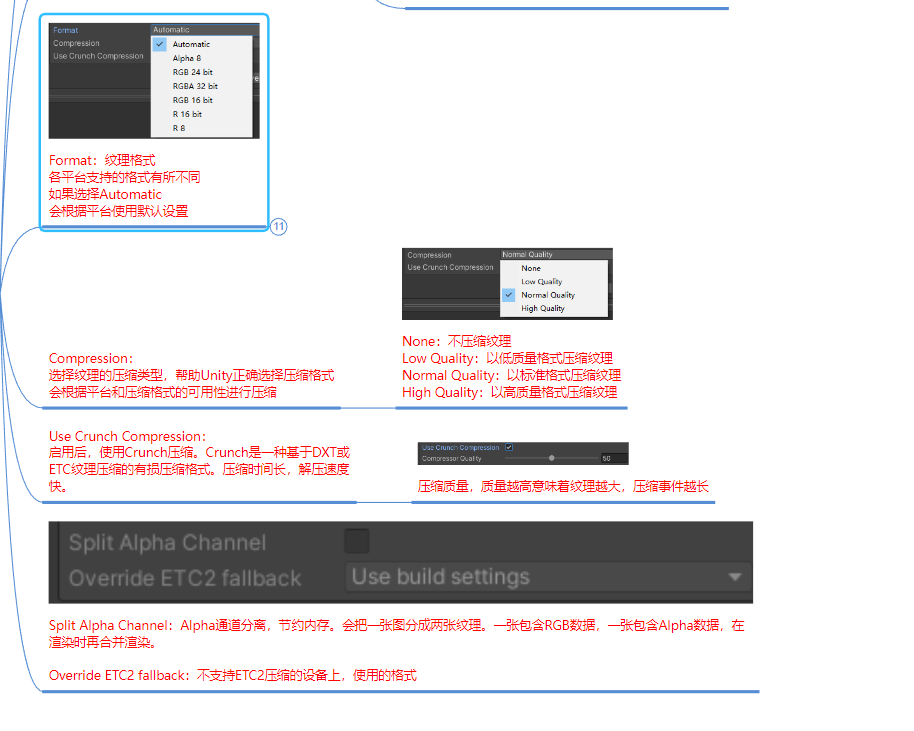 Format
Automatic
Compression
Use Crunch Compression
Automatic
Alpha 8
RGB 24 bit
RGBA 32 bit
RGB 16 bit
R 16 bit
R 8
Format：纹理格式
各平台支持的格式有所不同
如果选择Automatic
会根据平台使用默认设置
11
Compression
Normal Quality
Use Crunch Compression
None
Low Quality
Normal Quality
High Quality
None：不压缩纹理
Low Quality：以低质量格式压缩纹理
Normal Quality：以标准格式压缩纹理
High Quality：以高质量格式压缩纹理
Compression：
选择纹理的压缩类型，帮助Unity正确选择压缩格式
会根据平台和压缩格式的可用性进行压缩
Use Crunch Compression：
启用后，使用Crunch压缩。Crunch是一种基于DXT或
ETC纹理压缩的有损压缩格式。压缩时间长，解压速度
快。
Use Crunch Compression
Compressor Quality
50
压缩质量，质量越高意味着纹理越大，压缩事件越长
Split Alpha Channel
Override ETC2 fallback
Use build settings
Split Alpha Channel：Alpha通道分离，节约内存。会把一张图分成两张纹理。一张包含RGB数据，一张包含Alpha数据，在
渲染时再合并渲染。
Override ETC2 fallback：不支持ETC2压缩的设备上，使用的格式